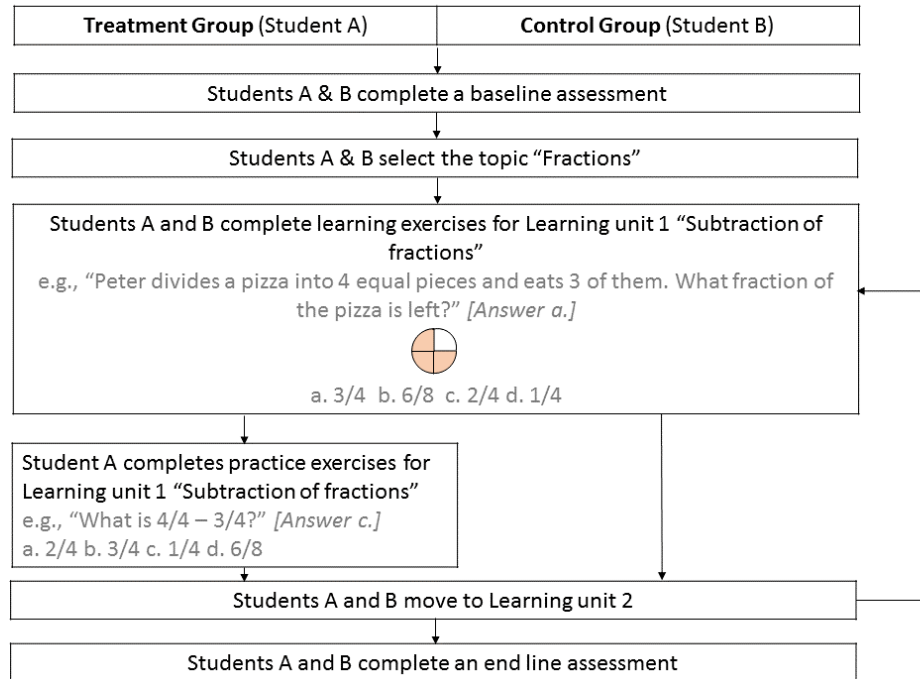 Treatment Group (Student A)
Control Group (Student B)
Students A & B complete a baseline assessment
Students A & B select the topic “Fractions”
Students A and B complete learning exercises for Learning unit 1 “Subtraction of
fractions”
e.g., “Peter divides a pizza into 4 equal pieces and eats 3 of them. What fraction of
the pizza is left?” [Answer a.]
a. 3/4 b. 6/8 c. 2/4 d. 1/4
Student A completes practice exercises for
Learning unit 1 “Subtraction of fractions”
e.g., “What is 4/4 – 3/4?” [Answer c.]
a. 2/4 b. 3/4 c. 1/4 d. 6/8
Students A and B move to Learning unit 2
Students A and B complete an end line assessment